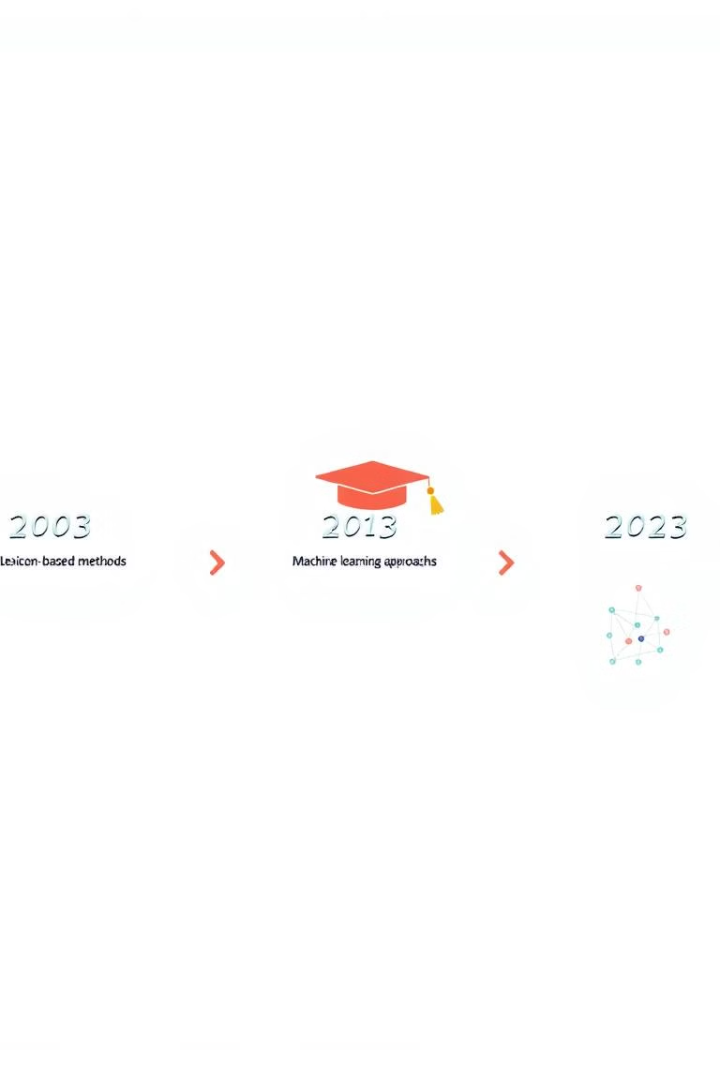 2003
Lexicon-based methods
2013
Machine learning approachs
2023